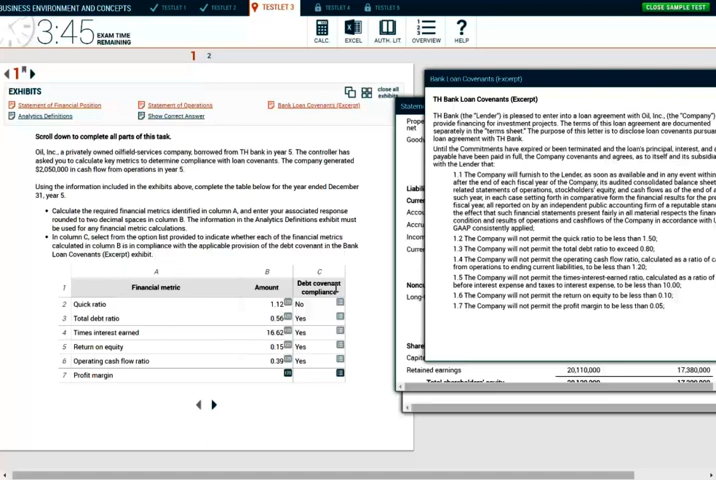 BUSINESS ENVIRONMENT AND CONCEPTS
TESTLET 1
TESTLET 2
TESTLET 3
TESTLET 4
TESTLET 5
CLOSE SAMPLE TEST
3:45 EXAM TIME REMAINING
CALC
EXCEL
AUTH. LIT.
OVERVIEW
HELP
1 2
1
EXHIBITS
close all exhibits
Statement of Financial Position
Statement of Operations
Bank Loan Covenants (Excerpt)
Analytics Definitions
Show Correct Answer
Scroll down to complete all parts of this task.
Oil, Inc., a privately owned oilfield-services company, borrowed from TH bank in year 5. The controller has
asked you to calculate key metrics to determine compliance with loan covenants. The company generated
$2,050,000 in cash flow from operations in year 5.
Using the information included in the exhibits above, complete the table below for the year ended December
31, year 5.
• Calculate the required financial metrics identified in column A, and enter your associated response
rounded to two decimal spaces in column B. The information in the Analytics Definitions exhibit must
be used for any financial metric calculations.
• In column C, select from the option list provided to indicate whether each of the financial metrics
calculated in column B is in compliance with the applicable provision of the debt covenant in the Bank
Loan Covenants (Excerpt) exhibit.
A B C
1 Financial metric Amount Debt covenant compliance
2 Quick ratio 1.12 No
3 Total debt ratio 0.56 Yes
4 Times interest earned 16.62 Yes
5 Return on equity 0.15 Yes
6 Operating cash flow ratio 0.39 Yes
7 Profit margin
Bank Loan Covenants (Excerpt)
TH Bank Loan Covenants (Excerpt)
TH Bank (the "Lender") is pleased to enter into a loan agreement with Oil, Inc., (the "Company")
provide financing for investment projects. The terms of this loan agreement are documented
separately in the "terms sheet." The purpose of this letter is to disclose loan covenants pursua
loan agreement with TH Bank.
Until the Commitments have expired or been terminated and the loan's principal, interest, and a
payable have been paid in full, the Company covenants and agrees, as to itself and its subsidia
with the Lender that:
1.1 The Company will furnish to the Lender, as soon as available and in any event within
after the end of each fiscal year of the Company, its audited consolidated balance sheet
related statements of operations, stockholders' equity, and cash flows as of the end of a
such year, in each case setting forth in comparative form the financial results for the pre
fiscal year, all reported on by an independent public accounting firm of a reputable stan
the effect that such financial statements present fairly in all material respects the finan
condition and results of operations and cashflows of the Company in accordance with U
GAAP consistently applied;
1.2 The Company will not permit the quick ratio to be less than 1.50;
1.3 The Company will not permit the total debt ratio to exceed 0.80;
1.4 The Company will not permit the operating cash flow ratio, calculated as a ratio of c
from operations to ending current liabilities, to be less than 1.20;
1.5 The Company will not permit the times-interest-earned ratio, calculated as a ratio of
before interest expense and taxes to interest expense, to be less than 10.00;
1.6 The Company will not permit the return on equity to be less than 0.10;
1.7 The Company will not permit the profit margin to be less than 0.05;
Stateme
Prope
net
Goodw
Liabili
Curre
Accou
Accru
Incom
Curre
Nonc
Long-
Share
Capit
Retained earnings 20,110,000 17,380,000